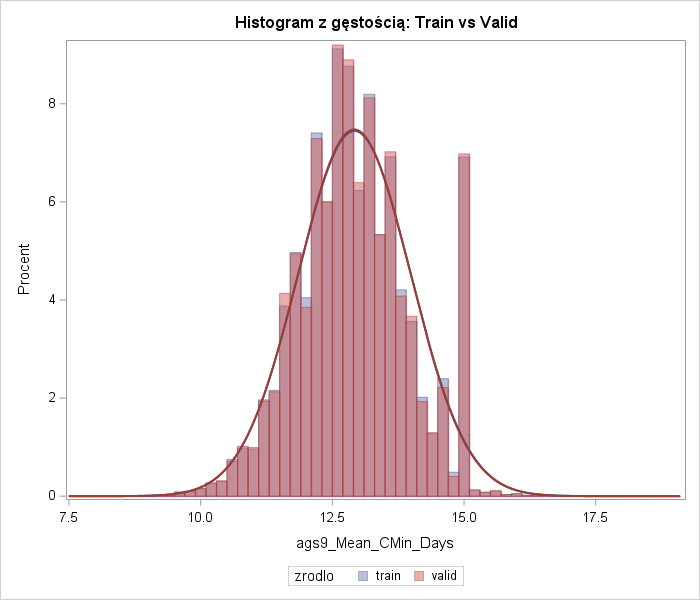 Histogram z gęstością: Train vs Valid
Procent
8
6
4
2
0
7.5 10.0 12.5 15.0 17.5
ags9_Mean_CMin_Days
zrodlo train valid